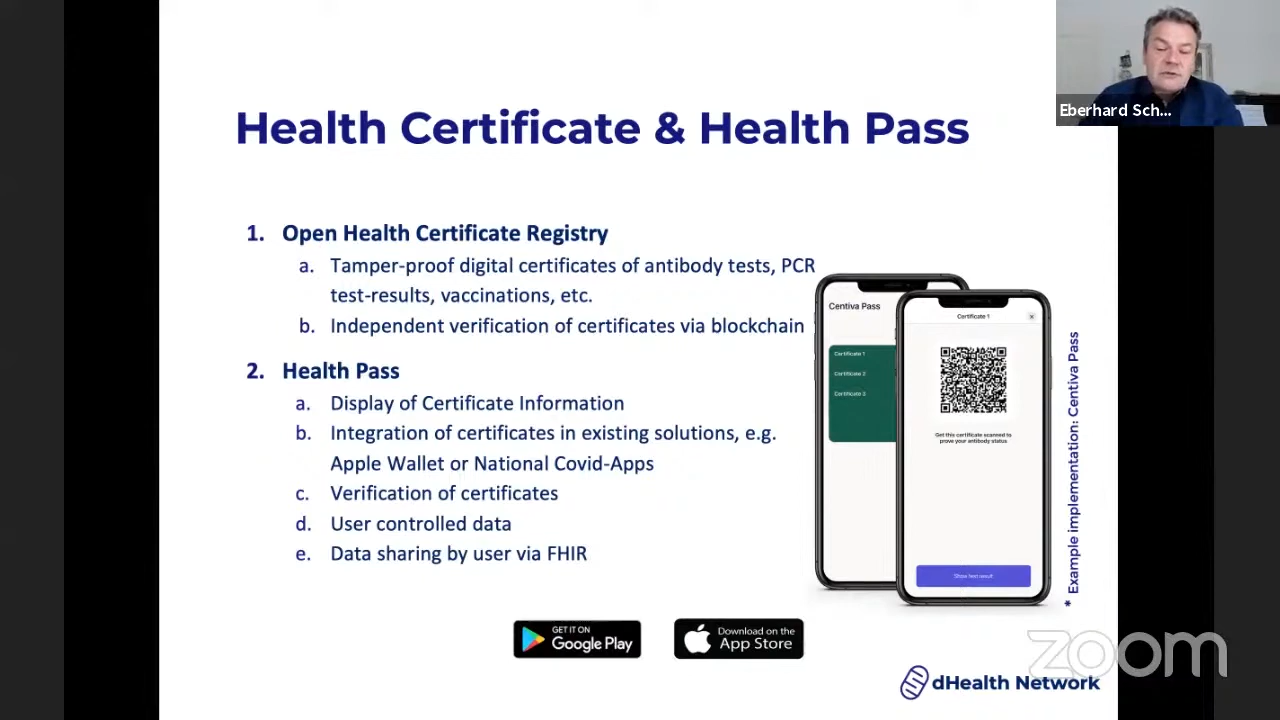 Eberhard Sch...
Health Certificate & Health Pass
1. Open Health Certificate Registry
a. Tamper-proof digital certificates of antibody tests, PCR
test-results, vaccinations, etc.
b. Independent verification of certificates via blockchain
2. Health Pass
a. Display of Certificate Information
b. Integration of certificates in existing solutions, e.g.
Apple Wallet or National Covid-Apps
c. Verification of certificates
d. User controlled data
e. Data sharing by user via FHIR
Centiva Pass
Certificate 1
Certificate 2
Certificate 3
Certificate 1
Get this certificate scanned to
prove your antibody status
Show test result
* Example implementation: Centiva Pass
GET IT ON
Google Play
Download on the
App Store
zoom
dHealth Network